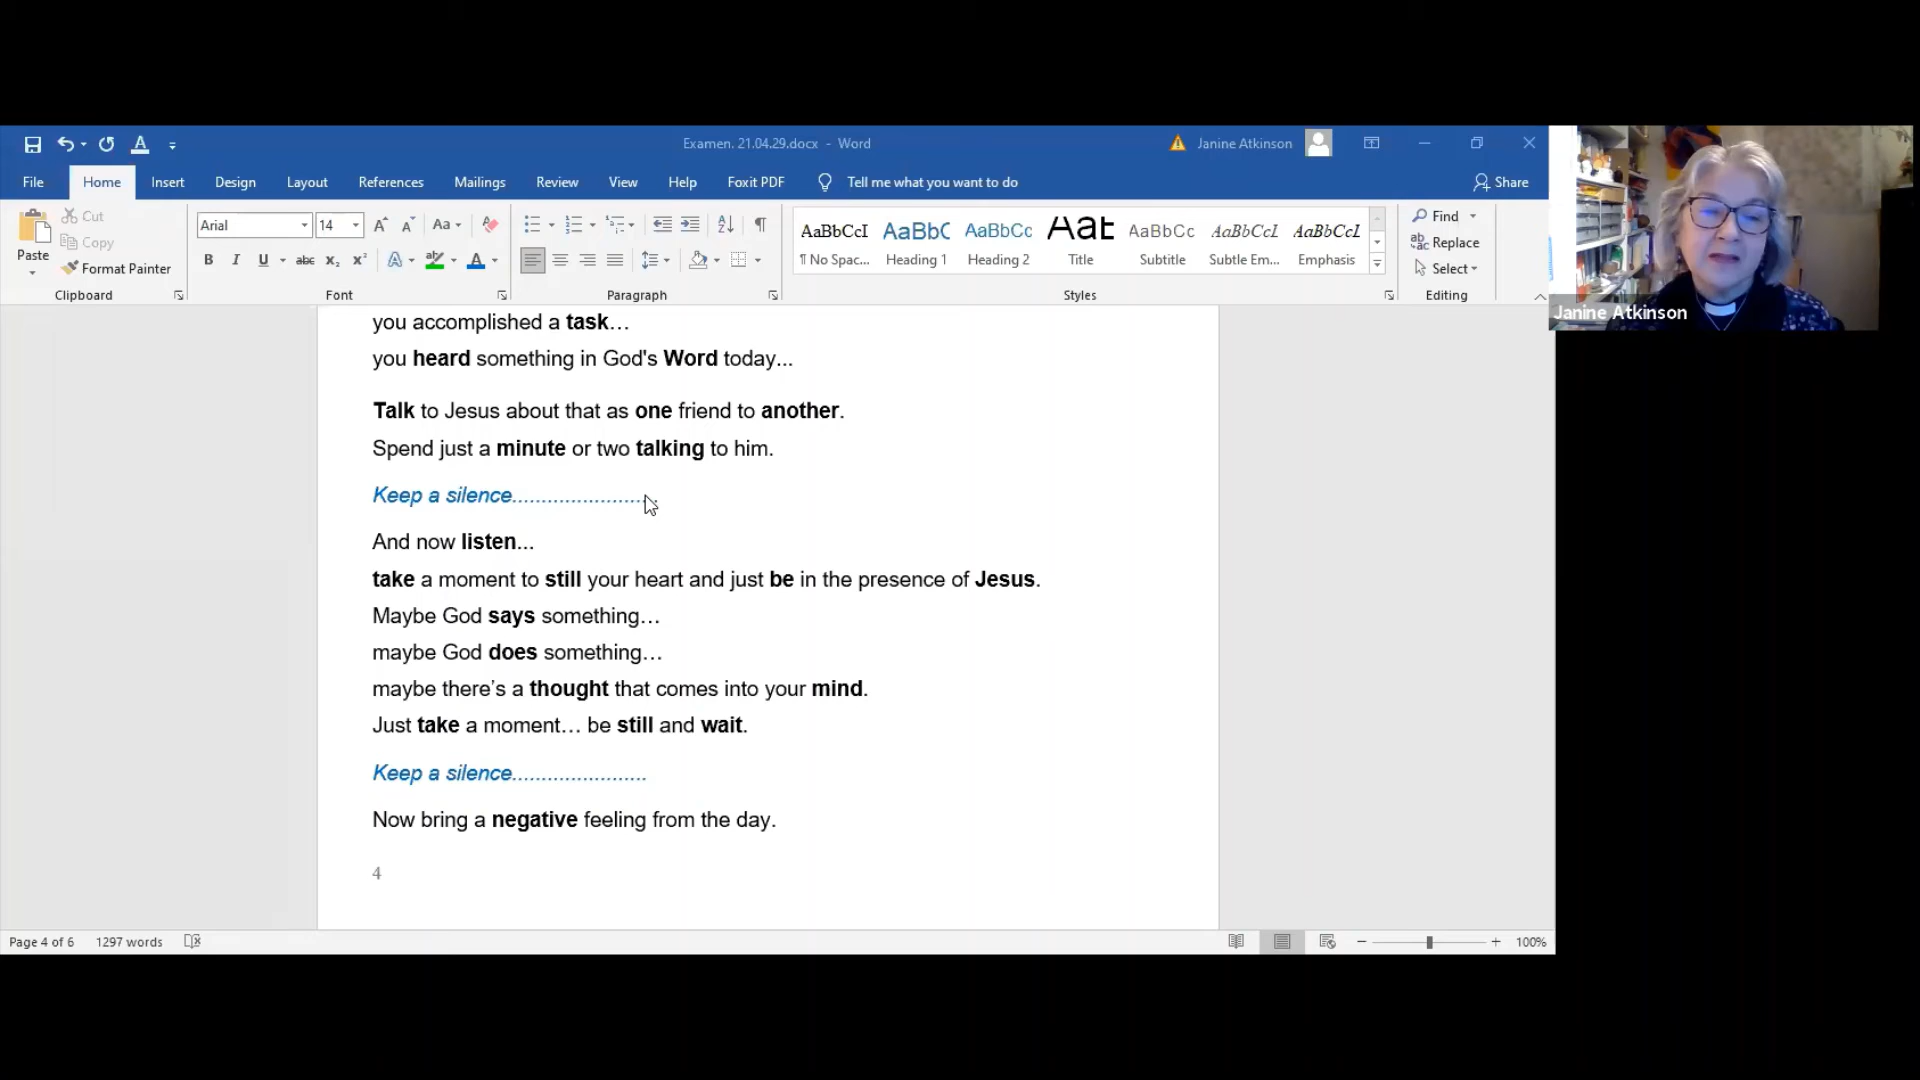 Examen. 21.04.29.docx - Word
Janine Atkinson
File Home Insert Design Layout References Mailings Review View Help Foxit PDF Tell me what you want to do Share
Paste
Cut
Copy
Format Painter
Clipboard
Arial 14
Font
Paragraph
AaBbCcI AaBbC AaBbCc AaB AaBbCcC AaBbCcI AaBbCcI
¶ No Spac... Heading 1 Heading 2 Title Subtitle Subtle Em... Emphasis
Styles
Find
Replace
Select
Editing
Janine Atkinson
you accomplished a task…
you heard something in God's Word today...
Talk to Jesus about that as one friend to another.
Spend just a minute or two talking to him.
Keep a silence.......................
And now listen...
take a moment to still your heart and just be in the presence of Jesus.
Maybe God says something…
maybe God does something…
maybe there’s a thought that comes into your mind.
Just take a moment… be still and wait.
Keep a silence.......................
Now bring a negative feeling from the day.
4
Page 4 of 6 1297 words 100%